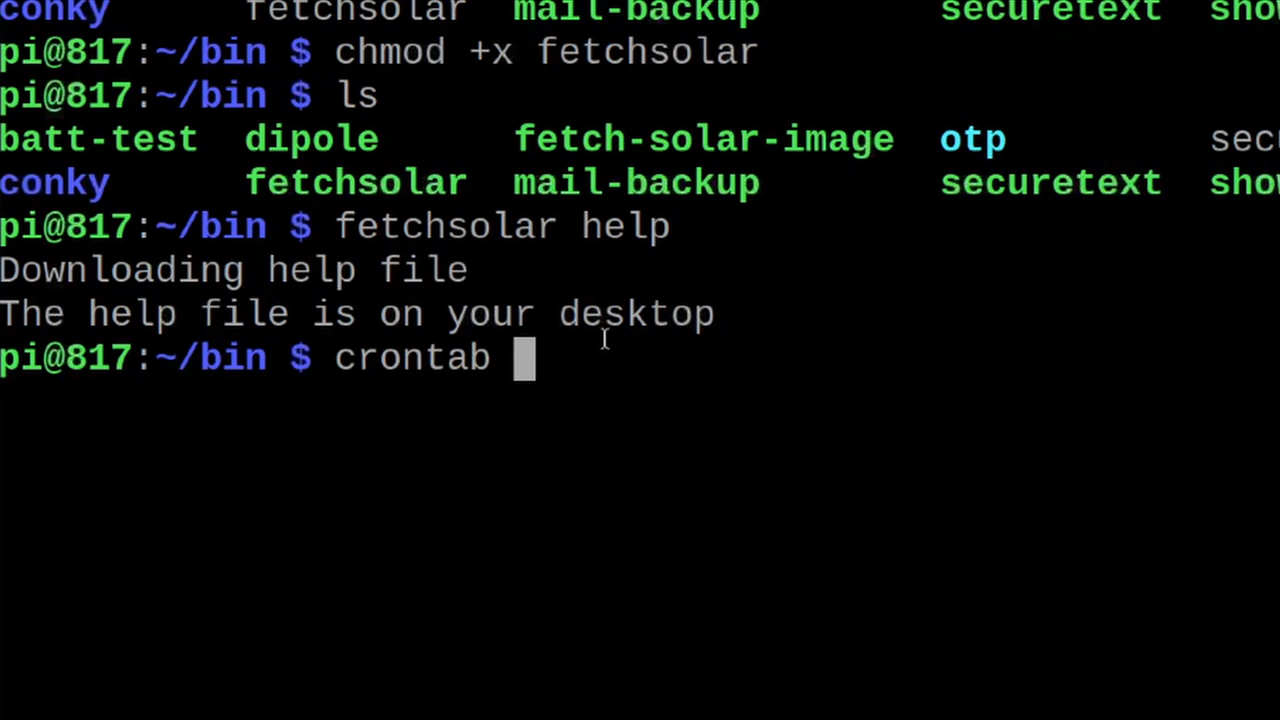 conky fetchsolar mail-backup securetext sho
pi@817:~/bin $ chmod +x fetchsolar
pi@817:~/bin $ ls
batt-test dipole fetch-solar-image otp sec
conky fetchsolar mail-backup securetext sho
pi@817:~/bin $ fetchsolar help
Downloading help file
The help file is on your desktop
pi@817:~/bin $ crontab